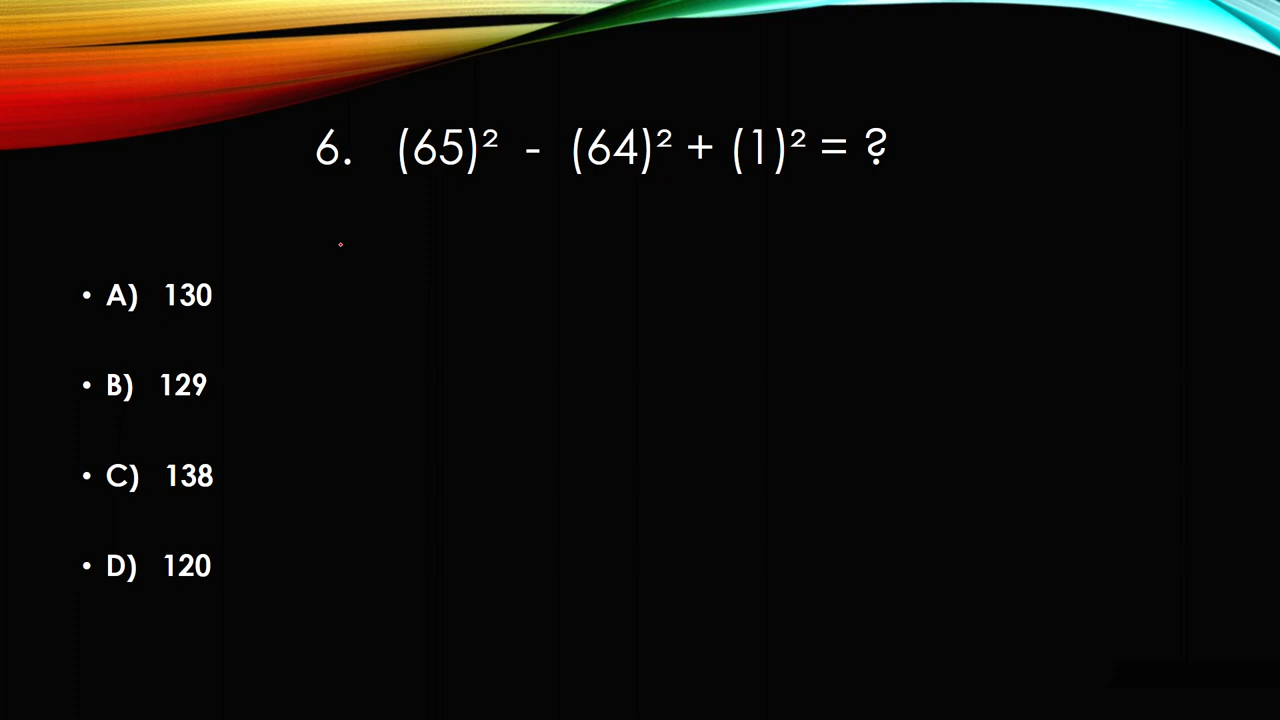 6. (65)² - (64)² + (1)² = ?
• A) 130
• B) 129
• C) 138
• D) 120